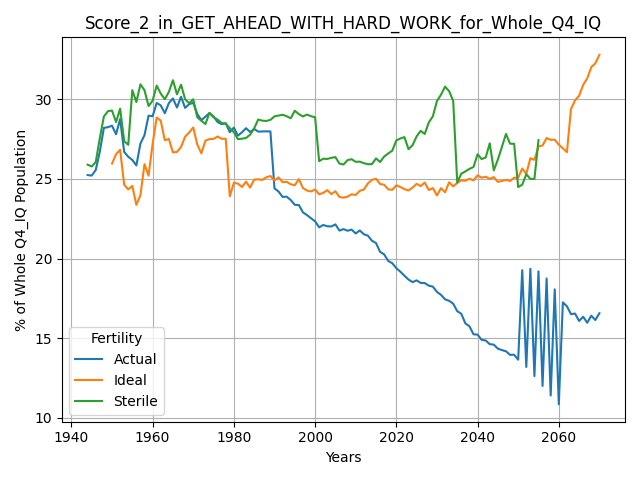 Score_2_in_GET_AHEAD_WITH_HARD_WORK_for_Whole_Q4_IQ
% of Whole Q4_IQ Population
30
25
20
15
10
Fertility
Actual
Ideal
Sterile
1940 1960 1980 2000 2020 2040 2060
Years